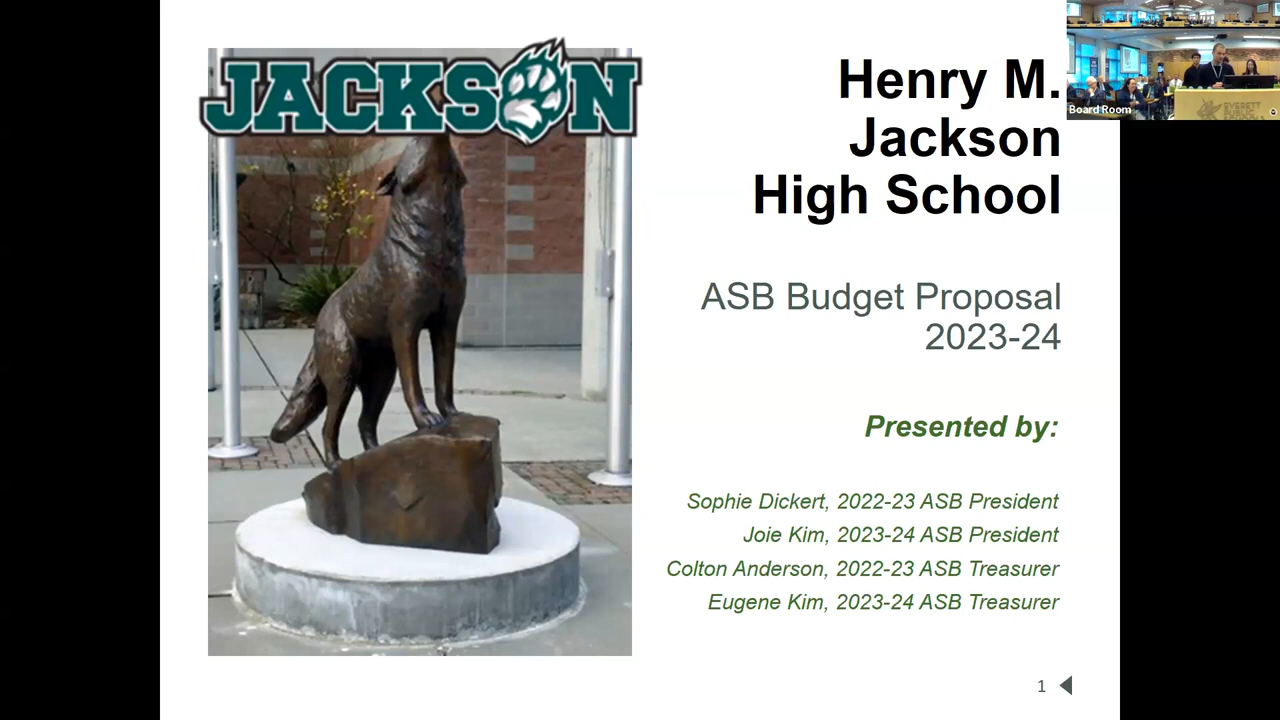 JACKSON
Henry M.
Jackson
High School
Board Room
EVERETT
ASB Budget Proposal
2023-24
Presented by:
Sophie Dickert, 2022-23 ASB President
Joie Kim, 2023-24 ASB President
Colton Anderson, 2022-23 ASB Treasurer
Eugene Kim, 2023-24 ASB Treasurer
1